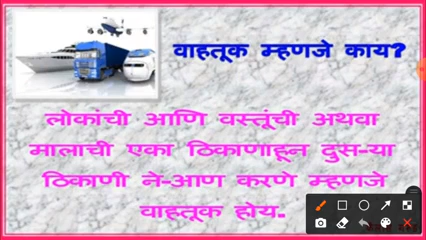 वाहतूक म्हणजे काय?
लोकांची आणि वस्तूंची अथवा
मालाची एका ठिकाणाहून दुस-या
ठिकाणी ने-आण करणे म्हणजे
वाहतूक होय.